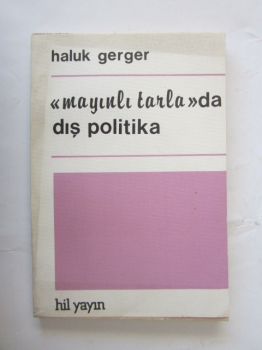 haluk gerger
«mayınlı tarla»da
dış politika
hil yayın